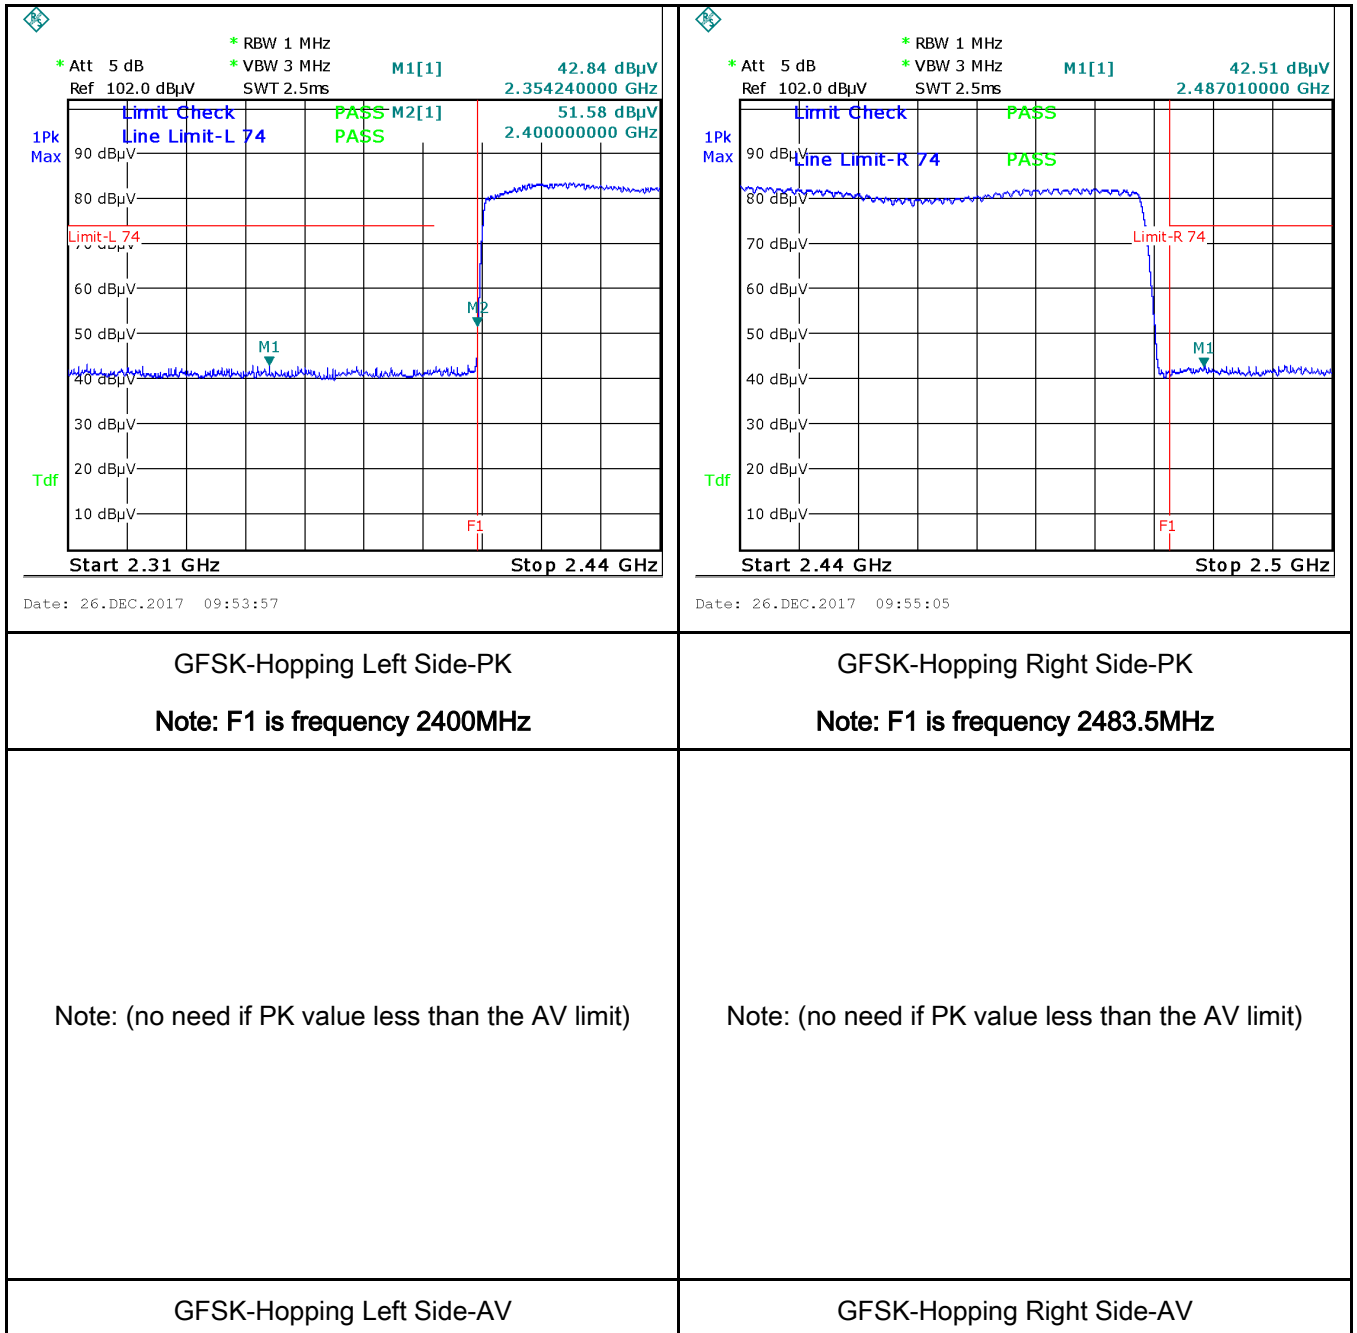 * RBW 1 MHz
* Att 5 dB * VBW 3 MHz M1[1] 42.84 dBµV
Ref 102.0 dBµV SWT 2.5ms 2.354240000 GHz
Limit Check PASS M2[1] 51.58 dBµV
Line Limit-L 74 PASS 2.400000000 GHz
1Pk
Max
90 dBµV
80 dBµV
Limit-L 74
70 dBµV
60 dBµV
M2
50 dBµV
M1
40 dBµV
30 dBµV
20 dBµV
Tdf
10 dBµV
F1
Start 2.31 GHz Stop 2.44 GHz
Date: 26.DEC.2017 09:53:57
* RBW 1 MHz
* Att 5 dB * VBW 3 MHz M1[1] 42.51 dBµV
Ref 102.0 dBµV SWT 2.5ms 2.487010000 GHz
Limit Check PASS
1Pk
Max
90 dBµV
Line Limit-R 74 PASS
80 dBµV
Limit-R 74
70 dBµV
60 dBµV
50 dBµV
M1
40 dBµV
30 dBµV
20 dBµV
Tdf
10 dBµV
F1
Start 2.44 GHz Stop 2.5 GHz
Date: 26.DEC.2017 09:55:05
GFSK-Hopping Left Side-PK
Note: F1 is frequency 2400MHz
GFSK-Hopping Right Side-PK
Note: F1 is frequency 2483.5MHz
Note: (no need if PK value less than the AV limit)
Note: (no need if PK value less than the AV limit)
GFSK-Hopping Left Side-AV
GFSK-Hopping Right Side-AV